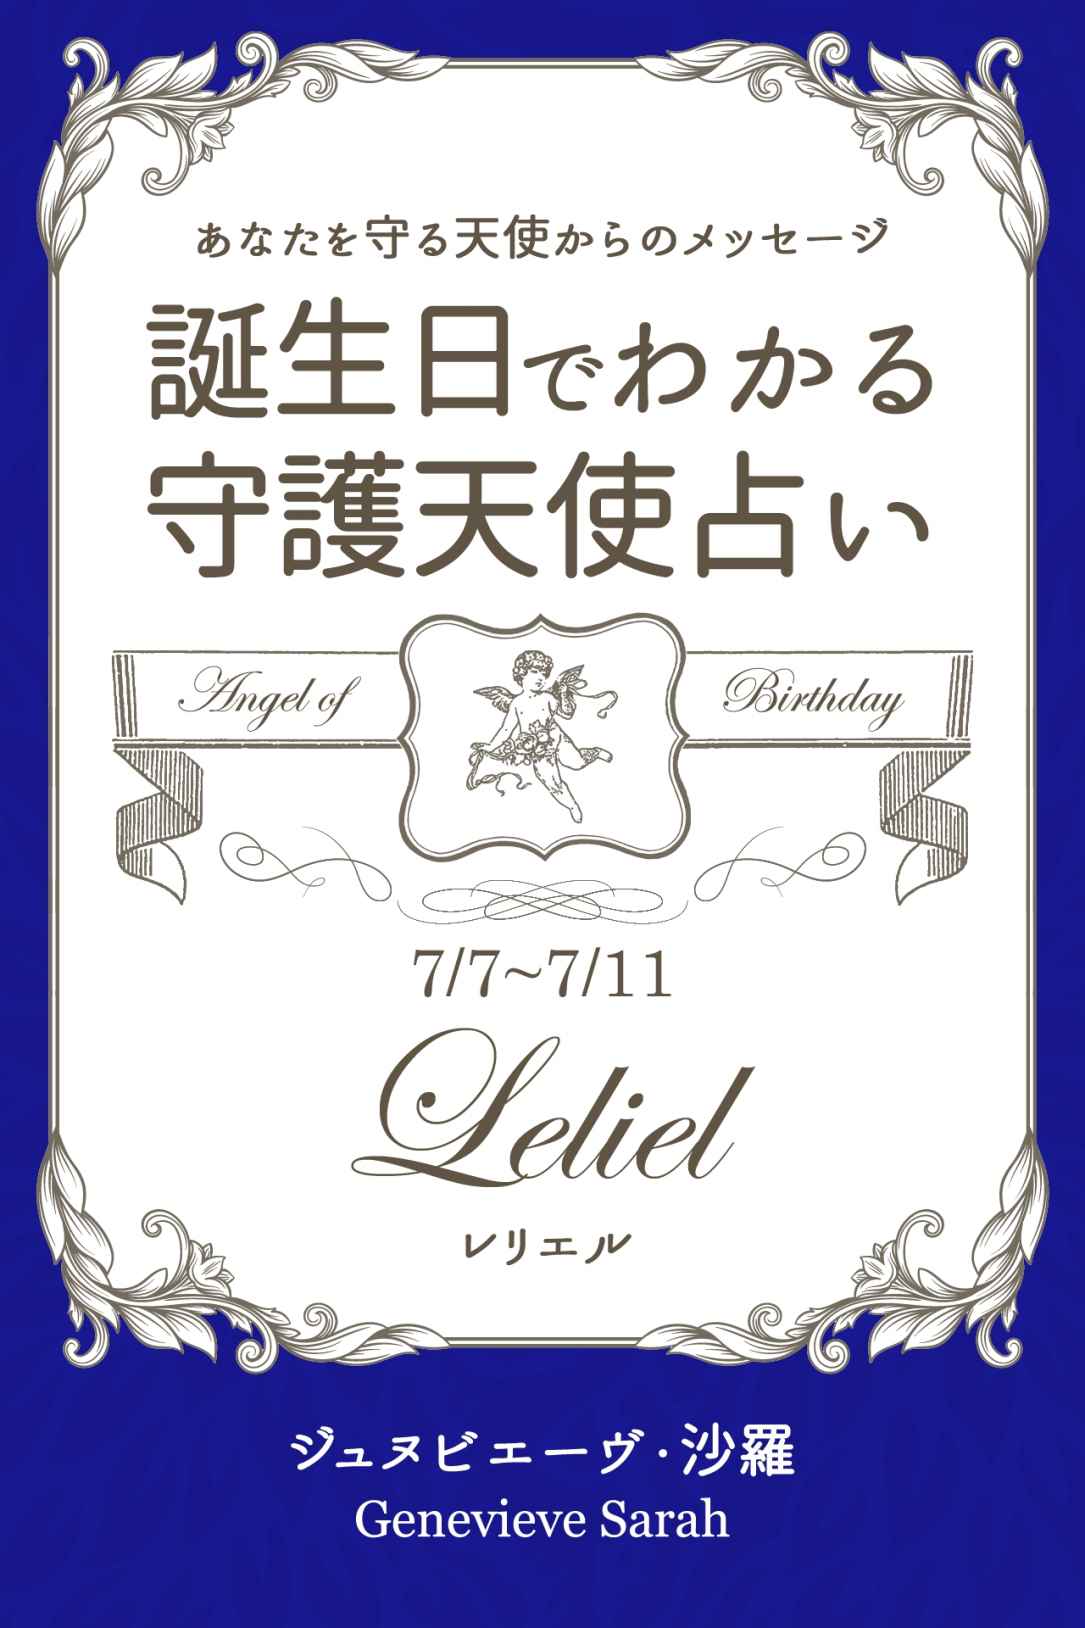 あなたを守る天使からのメッセージ
誕生日でわかる
守護天使占い
Angel of Birthday
7/7~7/11
Leliel
レリエル
ジュヌビエーヴ・沙羅
Genevieve Sarah